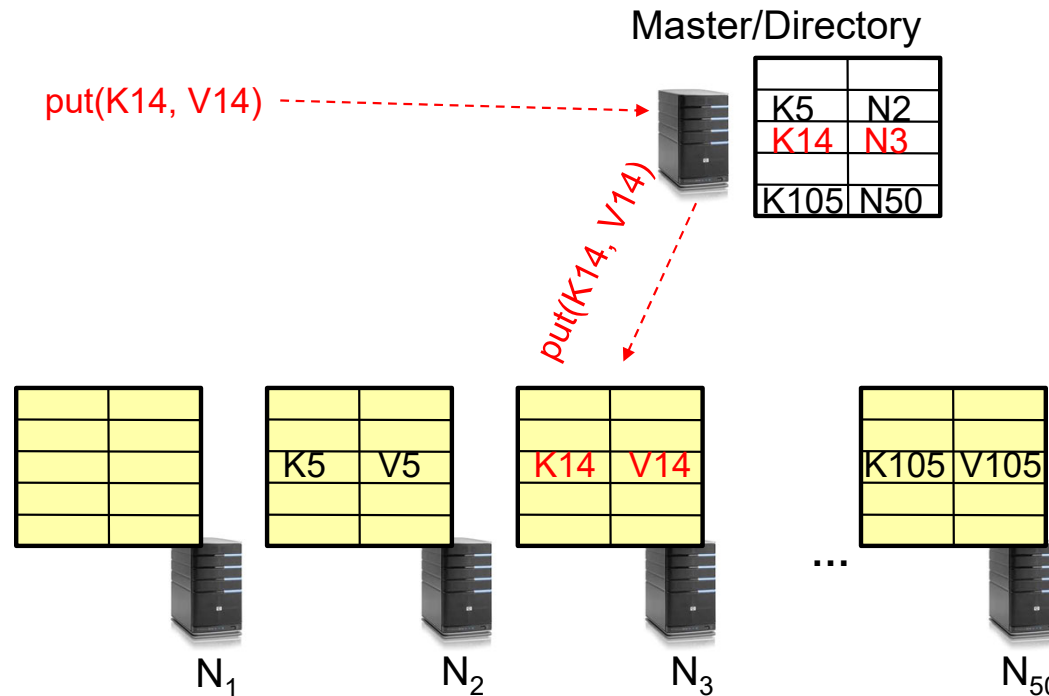 Master/Directory
put(K14, V14)
K5 N2
K14 N3
K105 N50
put(K14, V14)
K5 V5
K14 V14
K105 V105
...
N₁
N₂
N₃
N₅₀